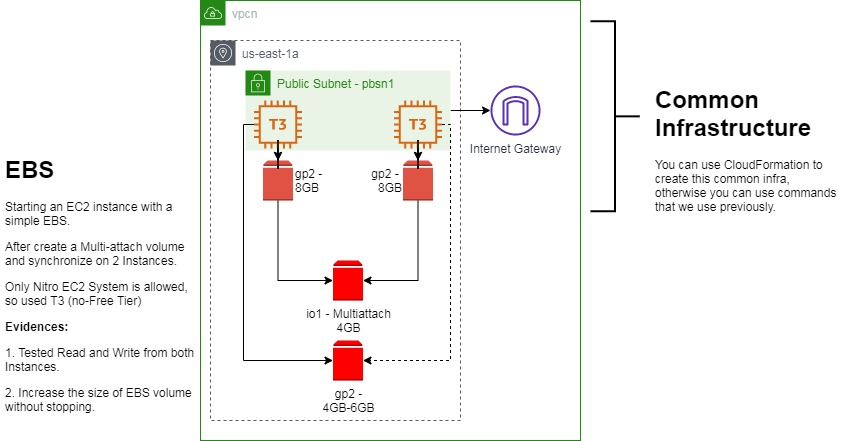 vpcn
us-east-1a
Public Subnet - pbsn1
T3
T3
Internet Gateway
gp2 -
8GB
gp2 -
8GB
io1 - Multiattach
4GB
gp2 -
4GB-6GB
EBS
Starting an EC2 instance with a
simple EBS.
After create a Multi-attach volume
and synchronize on 2 Instances.
Only Nitro EC2 System is allowed,
so used T3 (no-Free Tier)
Evidences:
1. Tested Read and Write from both
Instances.
2. Increase the size of EBS volume
without stopping.
Common
Infrastructure
You can use CloudFormation to
create this common infra,
otherwise you can use commands
that we use previously.